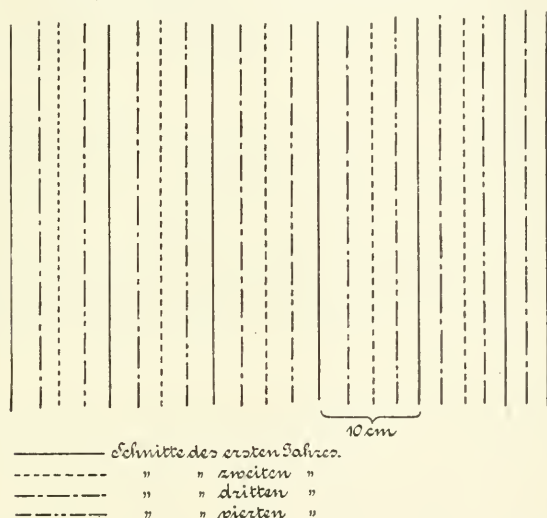 10 cm
Schnitte des ersten Jahres.
" " zweiten "
" " dritten "
" " vierten "